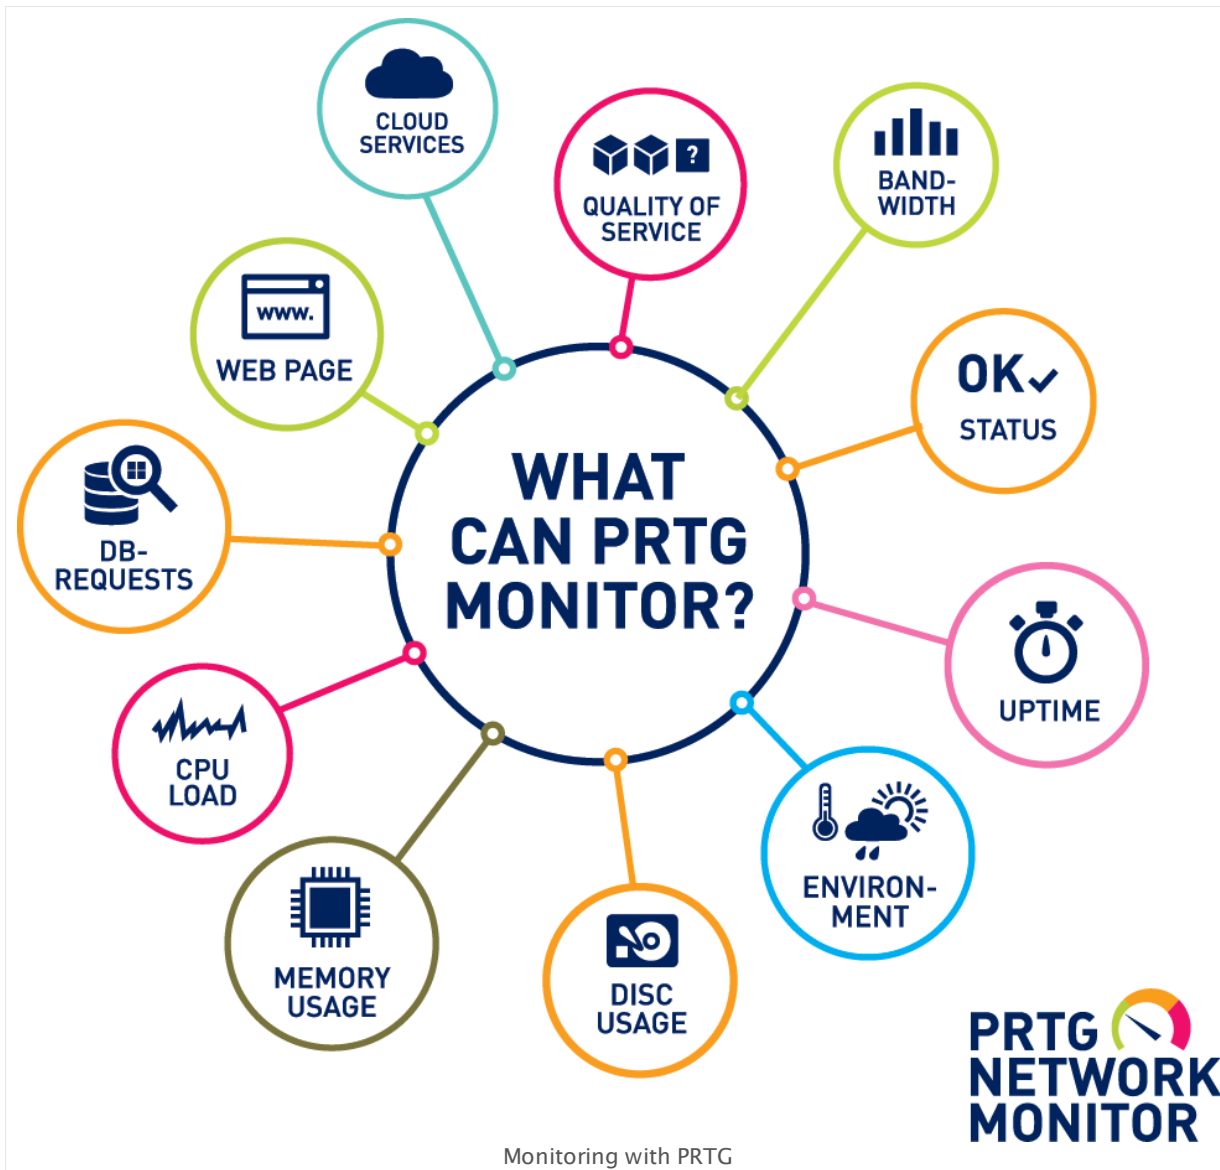 CLOUD
SERVICES
?
QUALITY OF
SERVICE
BAND-
WIDTH
www.
WEB PAGE
OK
STATUS
DB-
REQUESTS
WHAT
CAN PRTG
MONITOR?
UPTIME
CPU
LOAD
ENVIRON-
MENT
MEMORY
USAGE
DISC
USAGE
PRTG
NETWORK
MONITOR
Monitoring with PRTG